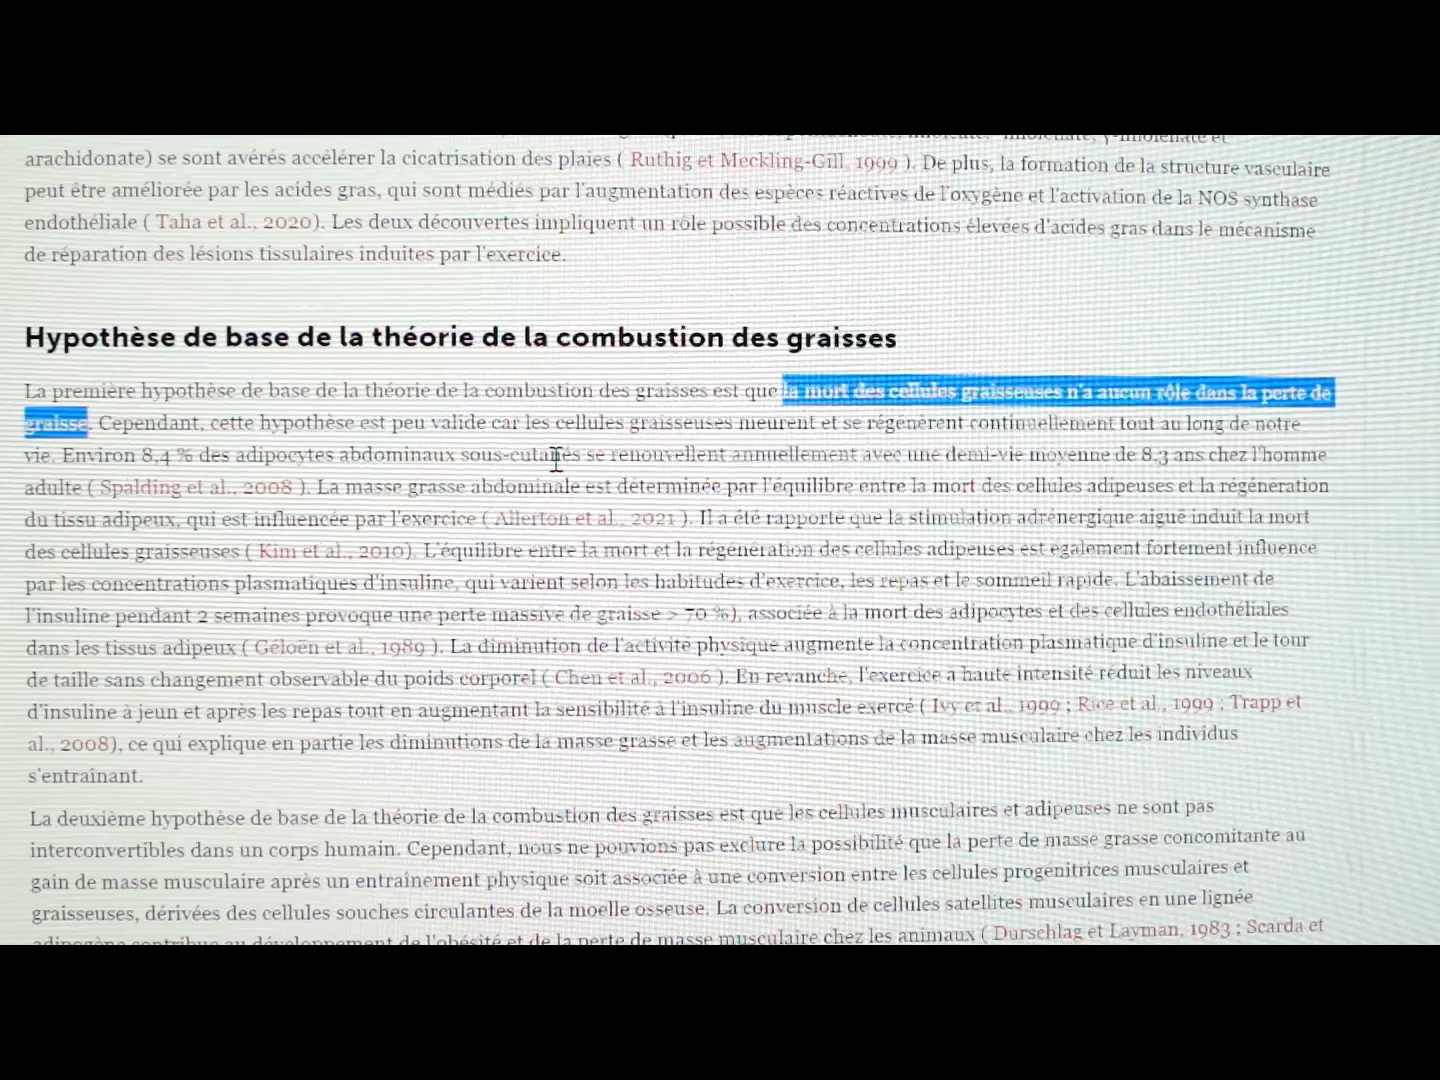 arachidonate) se sont avérés accélérer la cicatrisation des plaies ( Ruthig et Meckling-Gill, 1999 ). De plus, la formation de la structure vasculaire
peut être améliorée par les acides gras, qui sont médiés par l'augmentation des espèces réactives de l'oxygène et l'activation de la NOS synthase
endothéliale ( Taha et al., 2020). Les deux découvertes impliquent un rôle possible des concentrations élevées d'acides gras dans le mécanisme
de réparation des lésions tissulaires induites par l'exercice.
Hypothèse de base de la théorie de la combustion des graisses
La première hypothèse de base de la théorie de la combustion des graisses est que la mort des cellules graisseuses n'a aucun rôle dans la perte de
graisse. Cependant, cette hypothèse est peu valide car les cellules graisseuses meurent et se régénèrent continuellement tout au long de notre
vie. Environ 8,4 % des adipocytes abdominaux sous-cutanés se renouvellent annuellement avec une demi-vie moyenne de 8,3 ans chez l'homme
adulte ( Spalding et al., 2008 ). La masse grasse abdominale est déterminée par l'équilibre entre la mort des cellules adipeuses et la régénération
du tissu adipeux, qui est influencée par l'exercice ( Allerton et al., 2021 ). Il a été rapporté que la stimulation adrénergique aiguë induit la mort
des cellules graisseuses ( Kim et al., 2010). L'équilibre entre la mort et la régénération des cellules adipeuses est également fortement influencé
par les concentrations plasmatiques d'insuline, qui varient selon les habitudes d'exercice, les repas et le sommeil rapide. L'abaissement de
l'insuline pendant 2 semaines provoque une perte massive de graisse > 70 %), associée à la mort des adipocytes et des cellules endothéliales
dans les tissus adipeux ( Géloën et al., 1989 ). La diminution de l'activité physique augmente la concentration plasmatique d'insuline et le tour
de taille sans changement observable du poids corporel ( Chen et al., 2006 ). En revanche, l'exercice à haute intensité réduit les niveaux
d'insuline à jeun et après les repas tout en augmentant la sensibilité à l'insuline du muscle exercé ( Ivy et al., 1999 ; Rice et al., 1999 ; Trapp et
al., 2008), ce qui explique en partie les diminutions de la masse grasse et les augmentations de la masse musculaire chez les individus
s'entraînant.
La deuxième hypothèse de base de la théorie de la combustion des graisses est que les cellules musculaires et adipeuses ne sont pas
interconvertibles dans un corps humain. Cependant, nous ne pouvions pas exclure la possibilité que la perte de masse grasse concomitante au
gain de masse musculaire après un entraînement physique soit associée à une conversion entre les cellules progénitrices musculaires et
graisseuses, dérivées des cellules souches circulantes de la moelle osseuse. La conversion de cellules satellites musculaires en une lignée
adipogène contribue au développement de l'obésité et de la perte de masse musculaire chez les animaux ( Durschlag et Layman, 1983 ; Scarda et